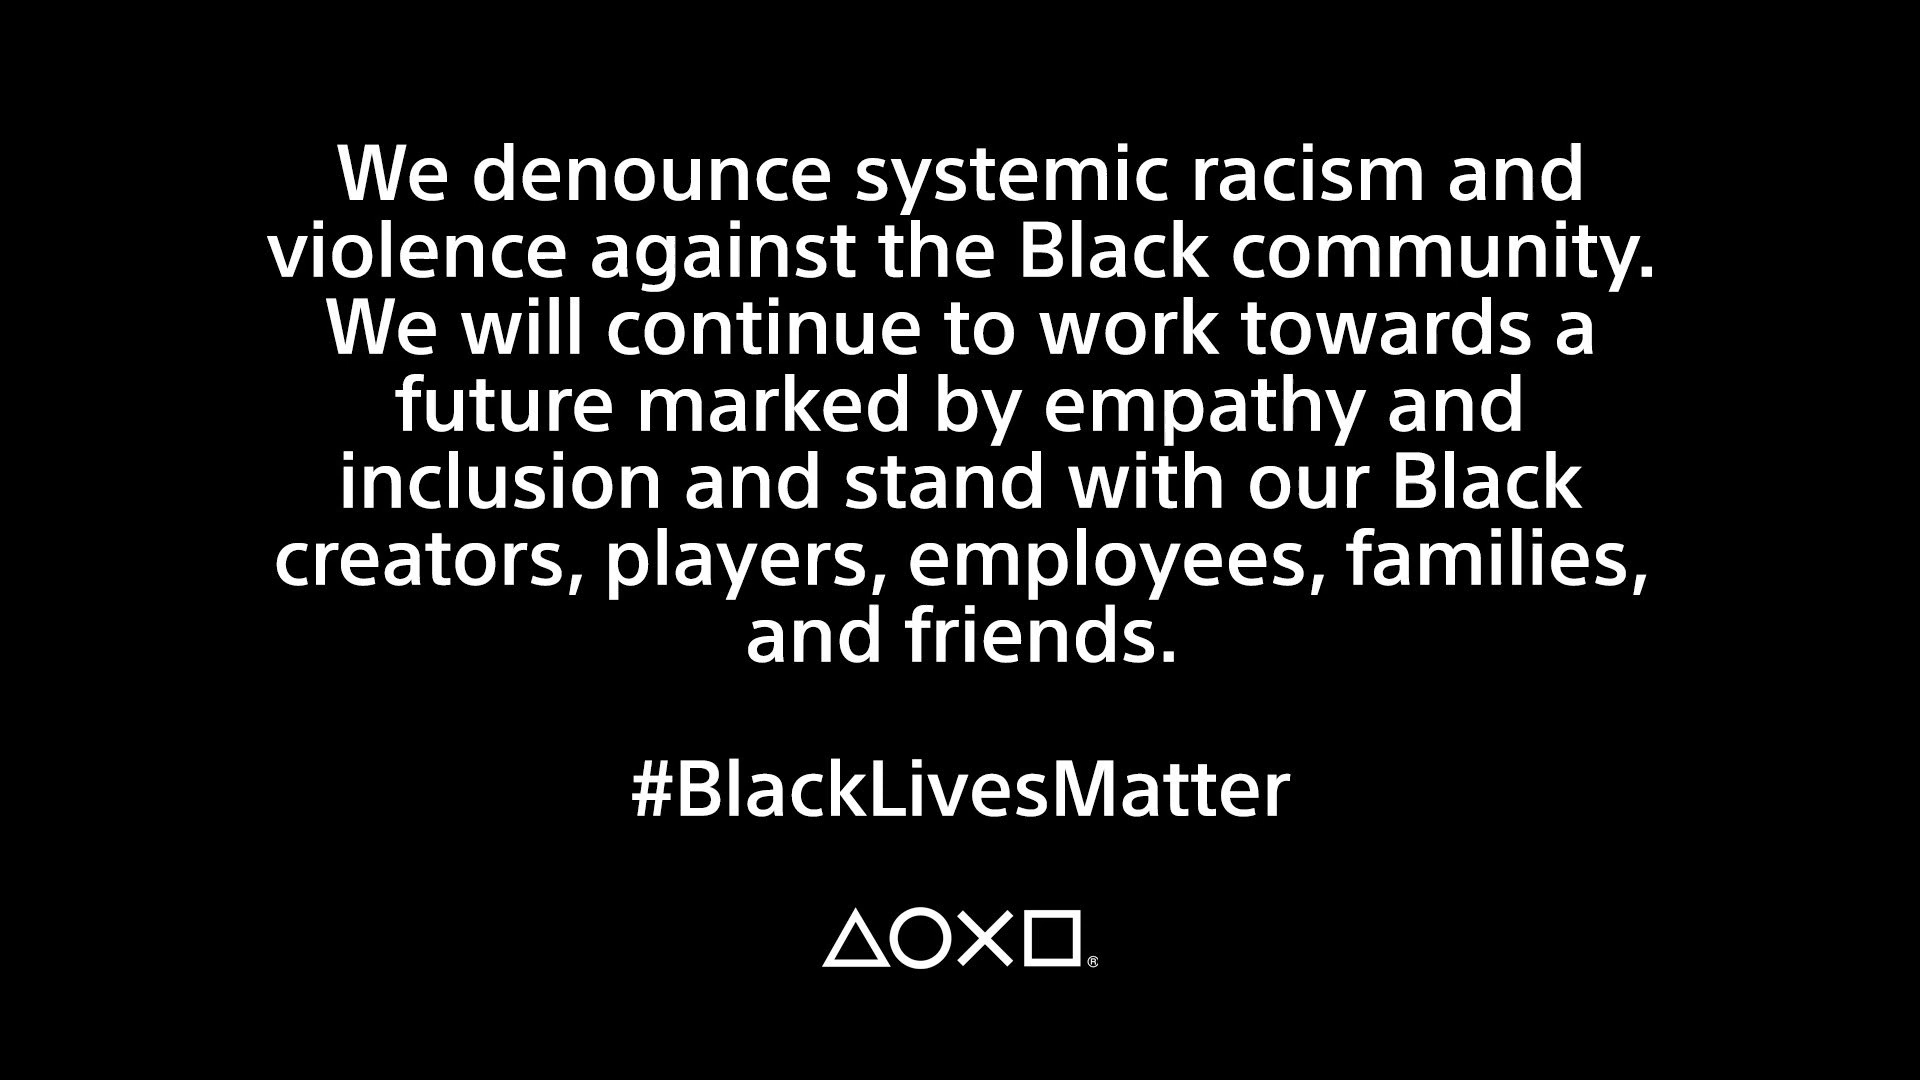 We denounce systemic racism and
violence against the Black community.
We will continue to work towards a
future marked by empathy and
inclusion and stand with our Black
creators, players, employees, families,
and friends.
#BlackLivesMatter
®